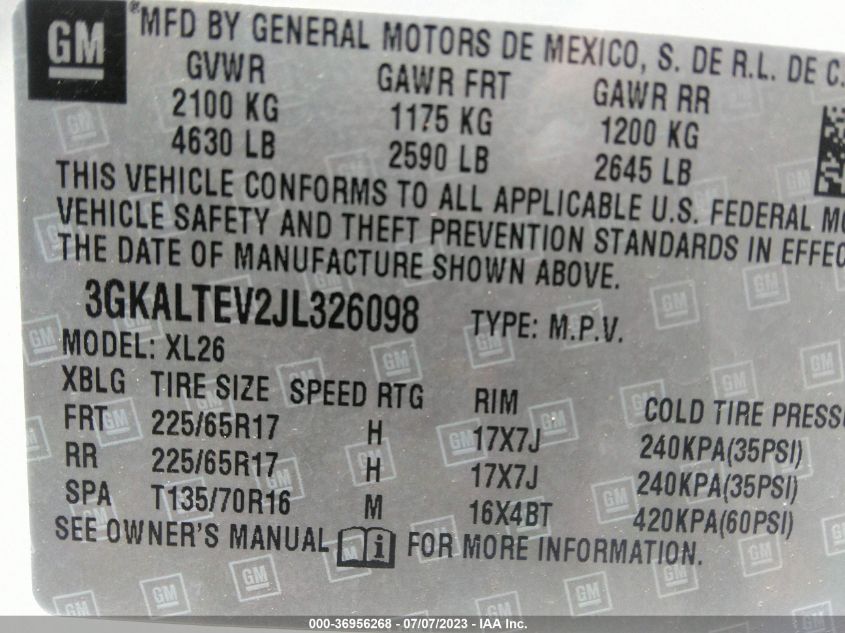 GM ® MFD BY GENERAL MOTORS DE MEXICO, S. DE R.L. DE C.
GVWR GAWR FRT GAWR RR
2100 KG 1175 KG 1200 KG
4630 LB 2590 LB 2645 LB
THIS VEHICLE CONFORMS TO ALL APPLICABLE U.S. FEDERAL MO
VEHICLE SAFETY AND THEFT PREVENTION STANDARDS IN EFFEC
THE DATE OF MANUFACTURE SHOWN ABOVE.
3GKALTEV2JL326098 TYPE: M.P.V.
MODEL: XL26
XBLG TIRE SIZE SPEED RTG RIM COLD TIRE PRESSU
FRT 225/65R17 H 17X7J 240KPA(35PSI)
RR 225/65R17 H 17X7J 240KPA(35PSI)
SPA T135/70R16 M 16X4BT 420KPA(60PSI)
SEE OWNER'S MANUAL i FOR MORE INFORMATION.
000-36956268 - 07/07/2023 - IAA Inc.